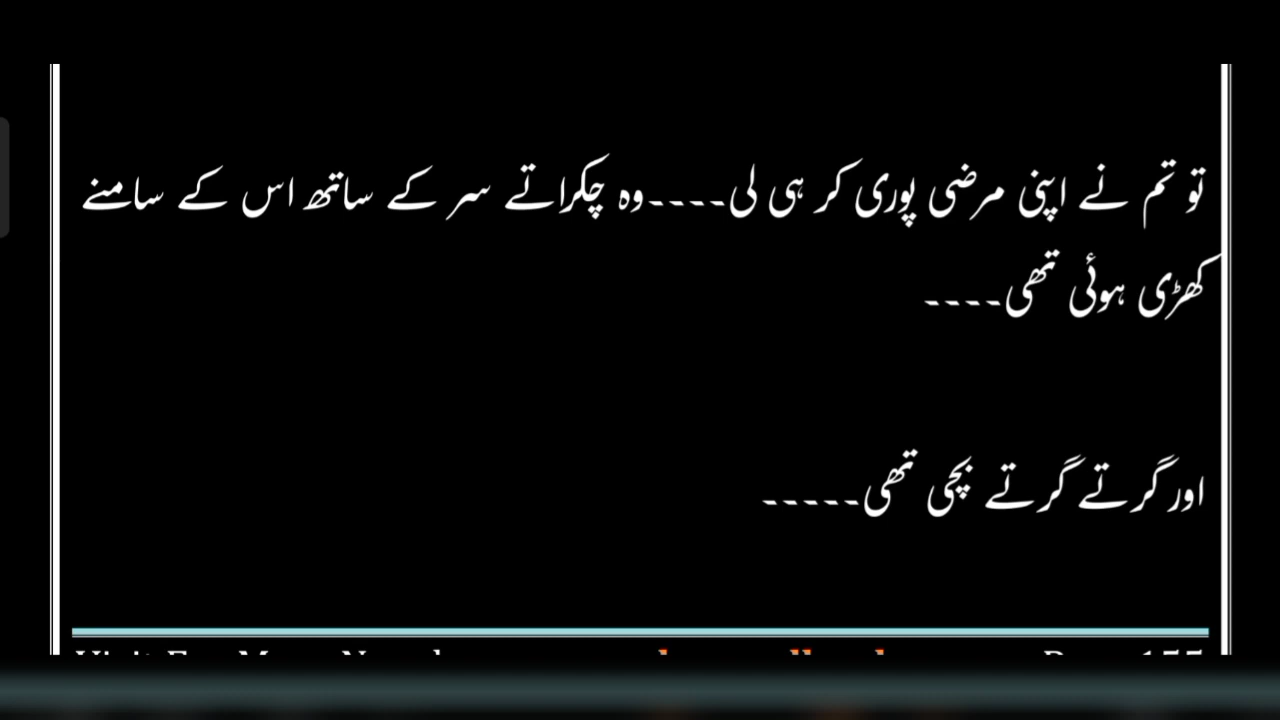 تو تم نے اپنی مرضی پوری کر ہی لی۔۔۔۔وہ چکراتے سر کے ساتھ اس کے سامنے
کھڑی ہوئی تھی۔۔۔۔
اور گرتے گرتے بچی تھی۔۔۔۔۔